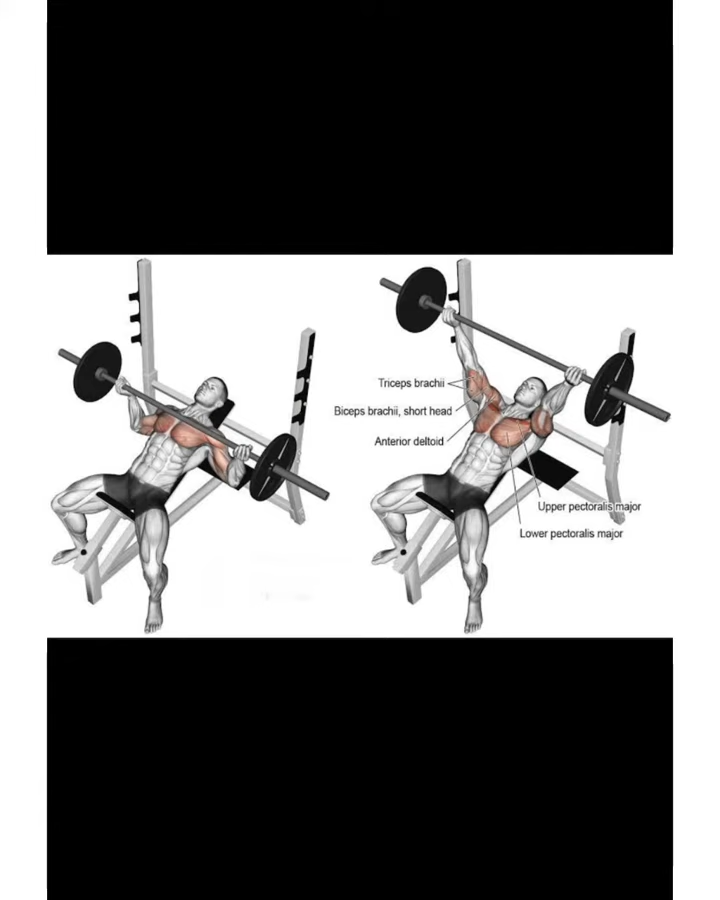 Triceps brachii
Biceps brachii, short head
Anterior deltoid
Upper pectoralis major
Lower pectoralis major